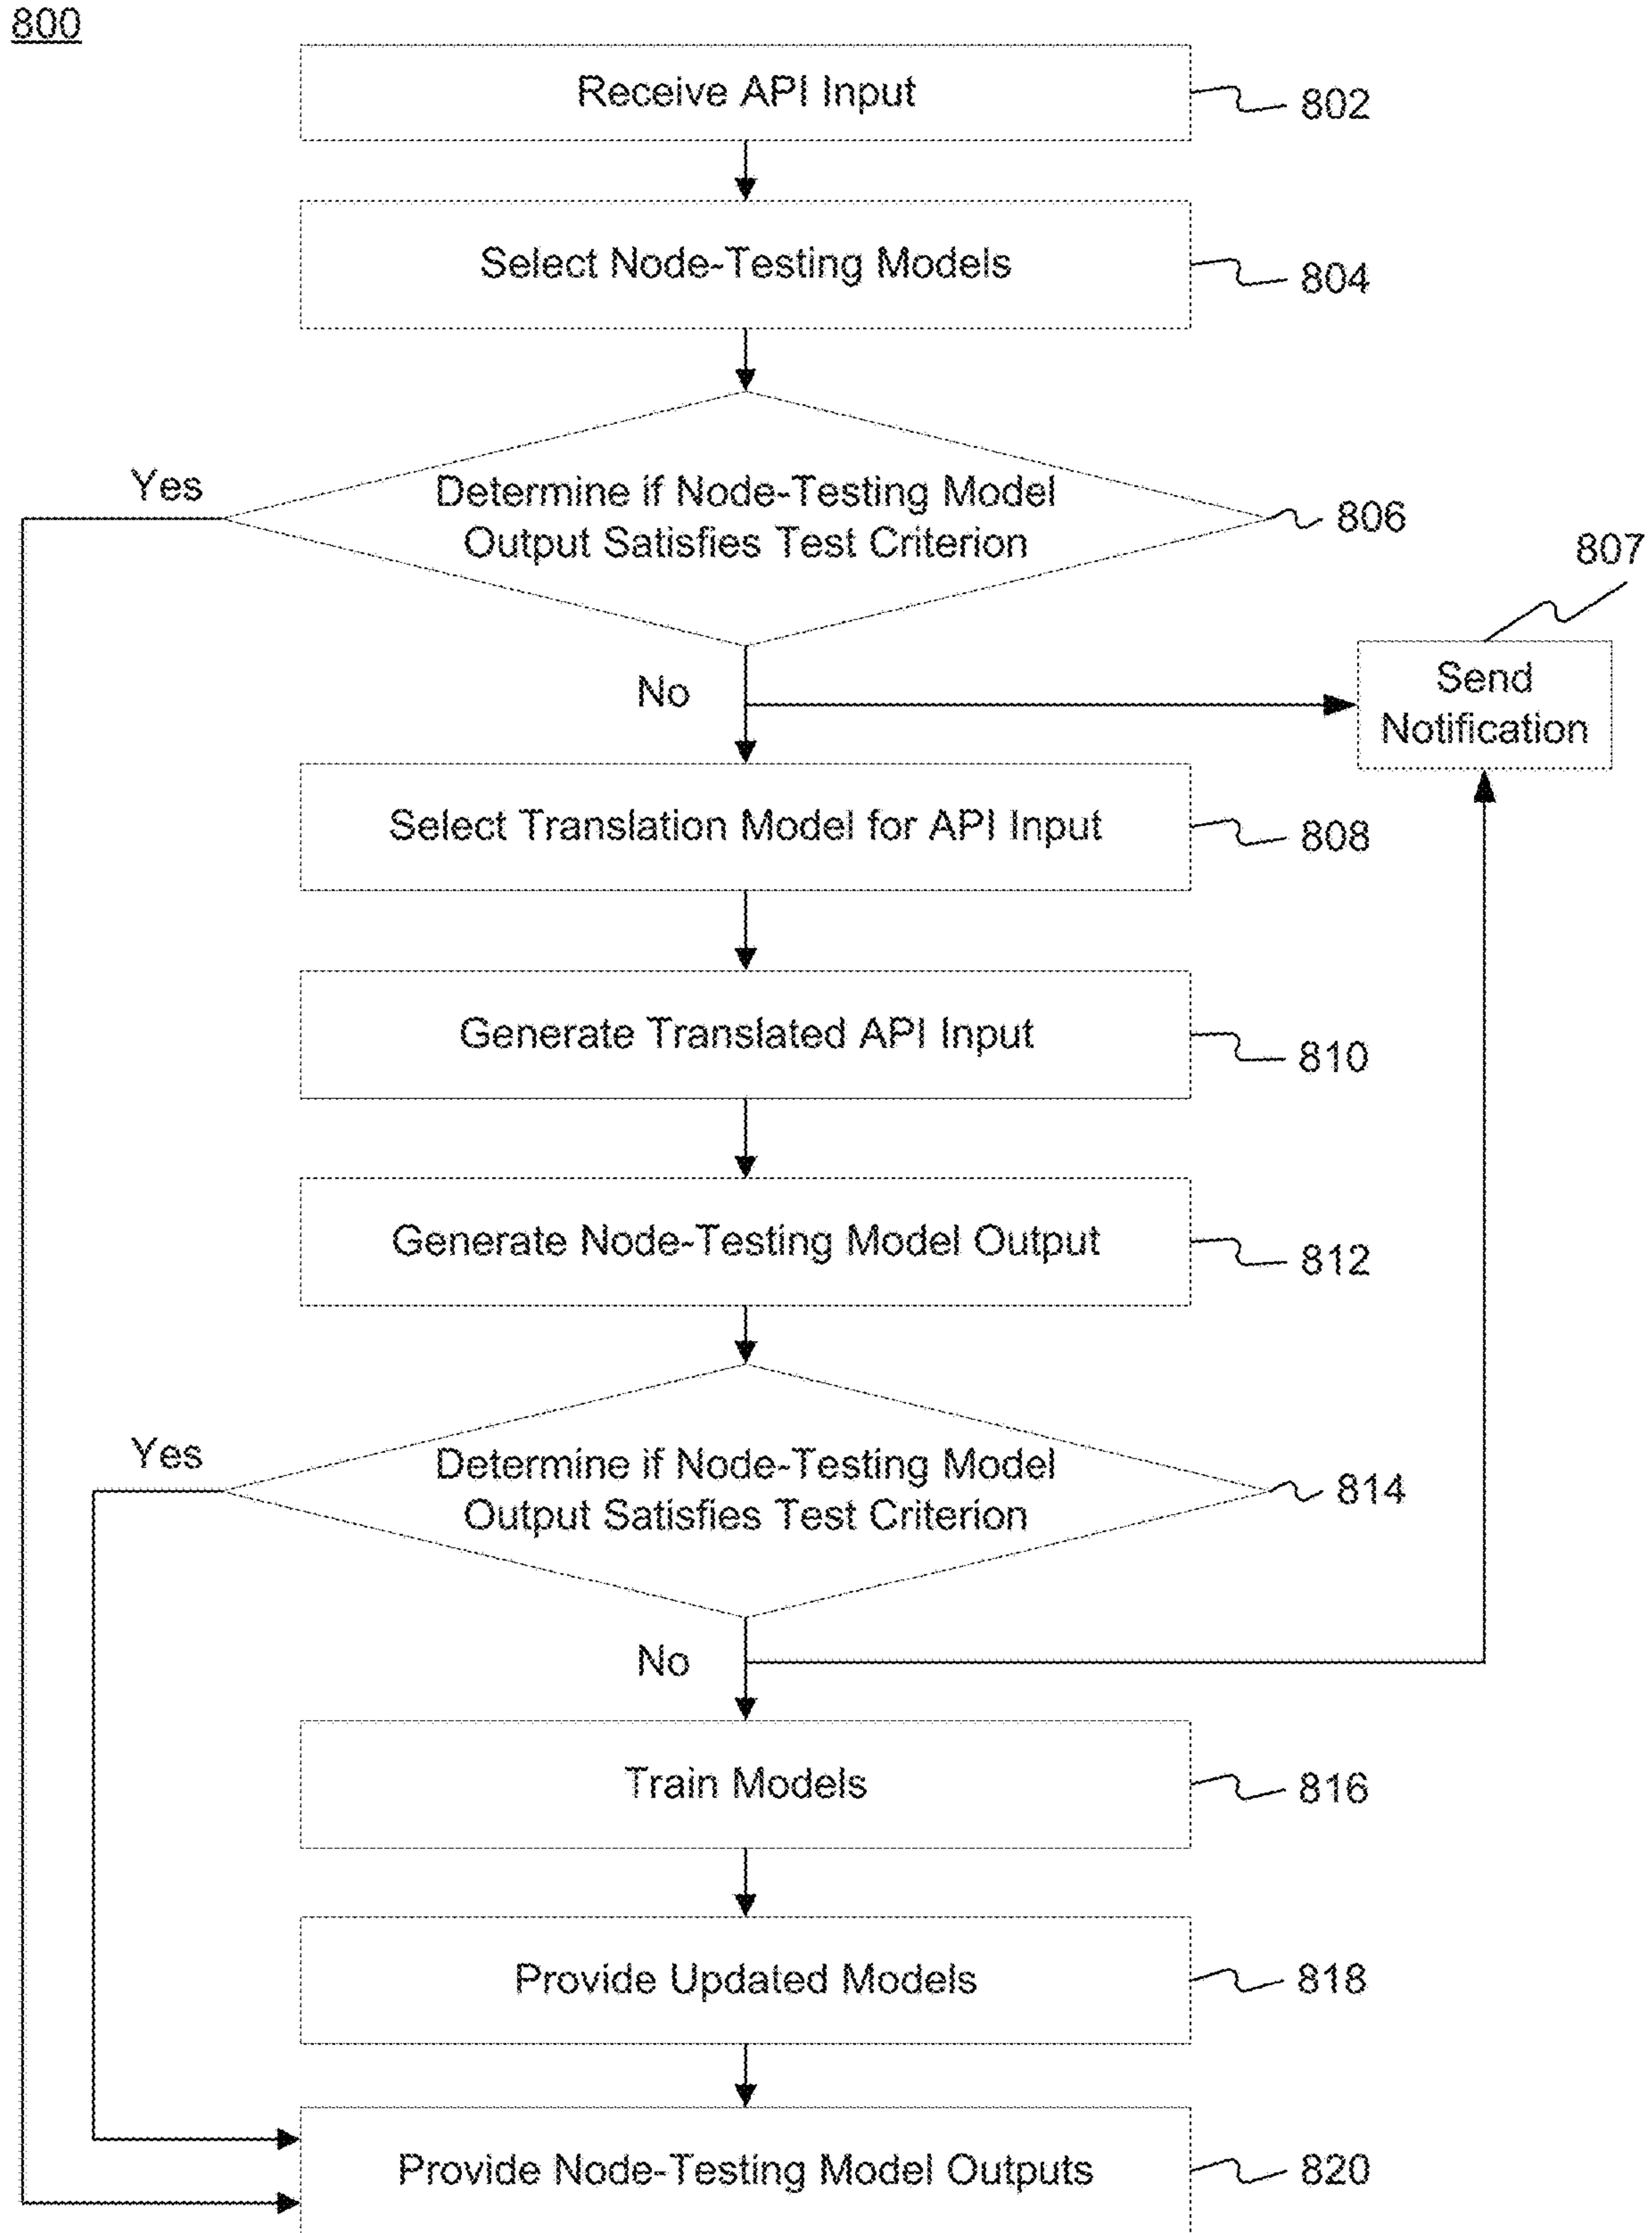 800
Receive API Input
802
Select Node-Testing Models
804
Yes
Determine if Node-Testing Model
Output Satisfies Test Criterion
806
807
Send
Notification
No
Select Translation Model for API Input
808
Generate Translated API Input
810
Generate Node-Testing Model Output
812
Yes
Determine if Node-Testing Model
Output Satisfies Test Criterion
814
No
Train Models
816
Provide Updated Models
818
Provide Node-Testing Model Outputs
820